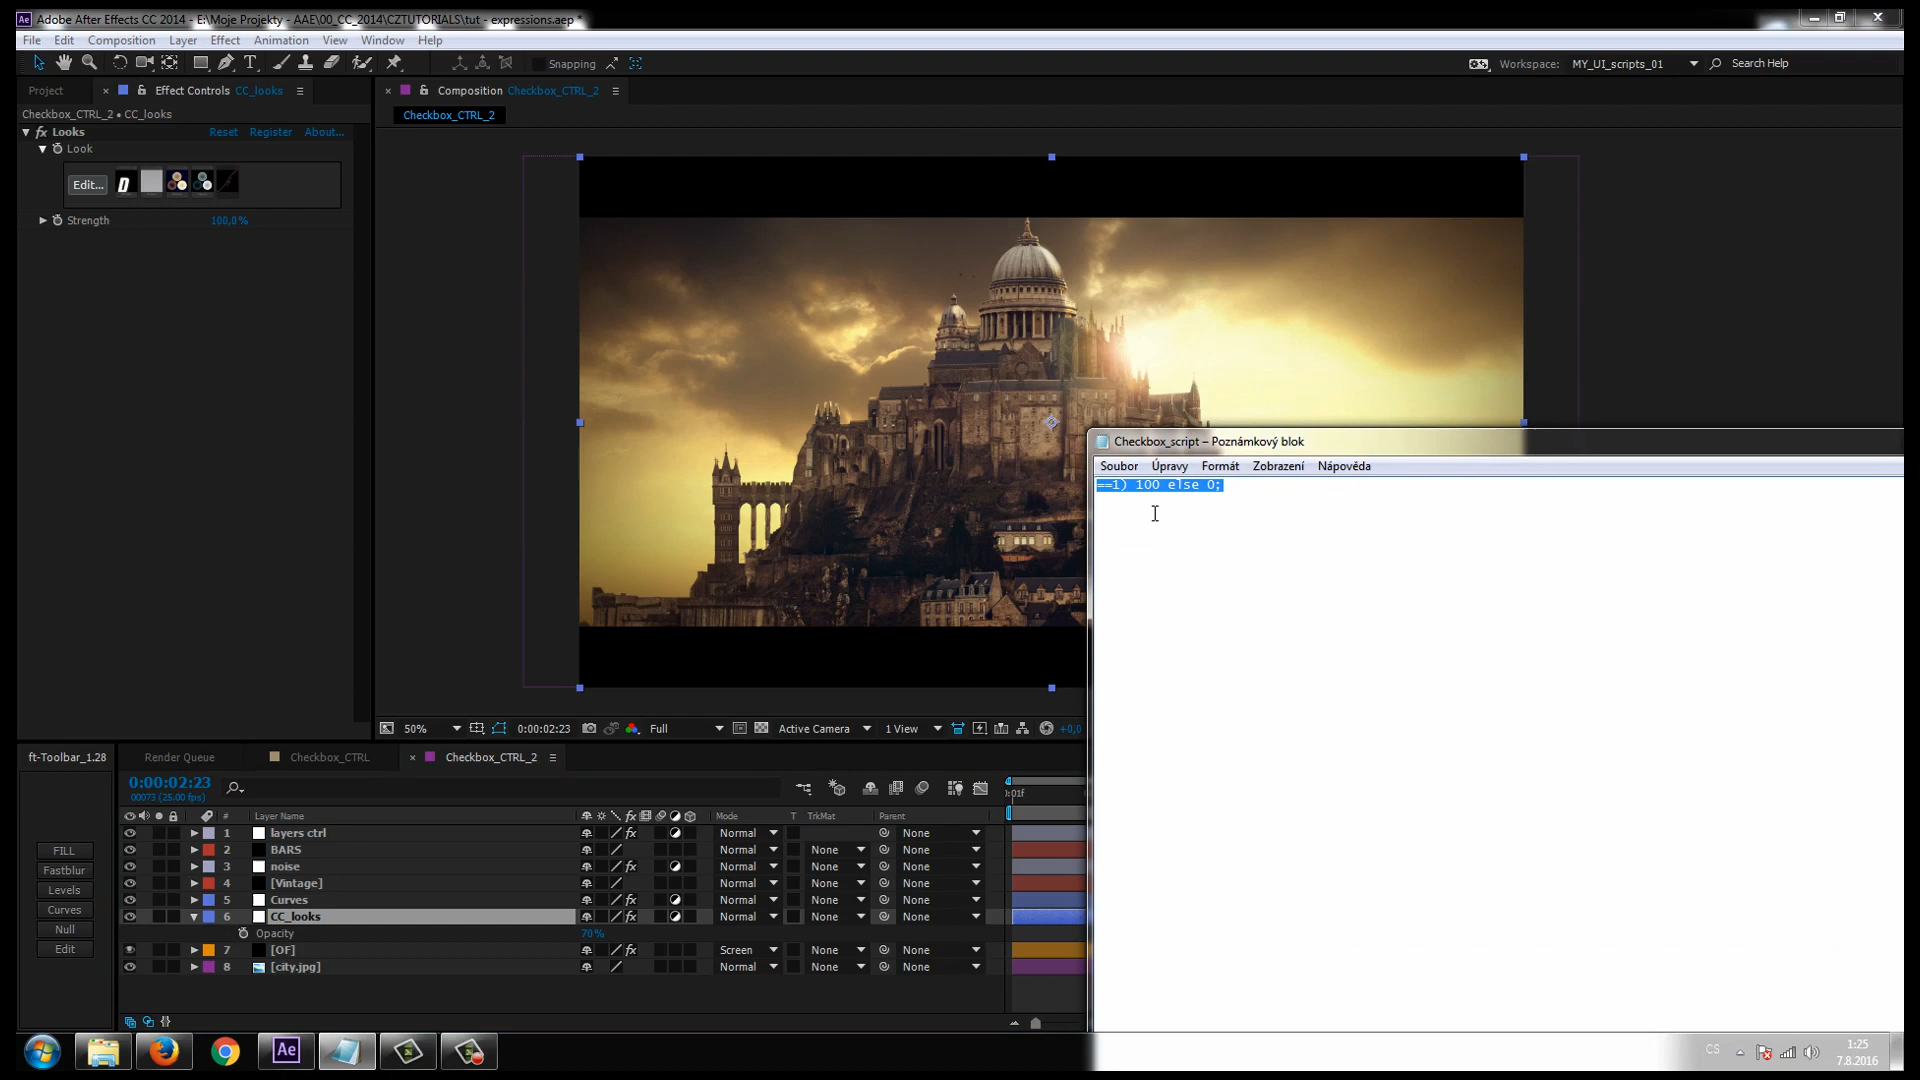 Adobe After Effects CC 2014 - E:\Moje Projekty - AAE\00_CC_2014\CZTUTORIALS\tut - expressions.aep *
File Edit Composition Layer Effect Animation View Window Help
Snapping
Workspace: MY_UI_scripts_01 Search Help
Project × Effect Controls CC_looks × Composition Checkbox_CTRL_2
Checkbox_CTRL_2 • CC_looks Checkbox_CTRL_2
fx Looks Reset Register About...
Look
Edit...
Strength 100,0%
Checkbox_script – Poznámkový blok
Soubor Úpravy Formát Zobrazení Nápověda
==1) 100 else 0;
50% 0:00:02:23 Full Active Camera 1 View +0,0
ft-Toolbar_1.28 Render Queue Checkbox_CTRL × Checkbox_CTRL_2
0:00:02:23
00073 (25.00 fps)
# Layer Name Mode T TrkMat Parent
1 layers ctrl Normal None
2 BARS Normal None None
3 noise Normal None None
4 [Vintage] Normal None None
5 Curves Normal None None
6 CC_looks Normal None None
Opacity 70%
7 [OF] Screen None None
8 [city.jpg] Normal None None
FILL
Fastblur
Levels
Curves
Null
Edit
Ae
CS 1:25
7.8.2016